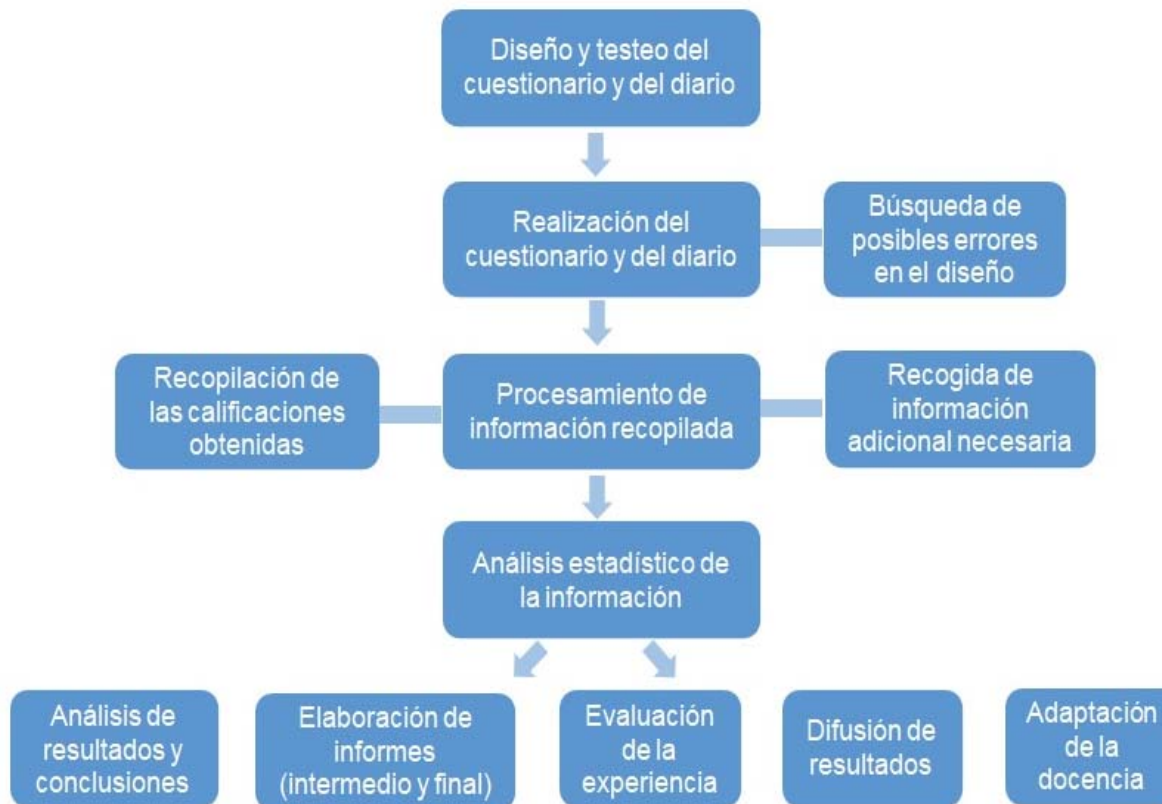 Diseño y testeo del
cuestionario y del diario
Realización del
cuestionario y del diario
Búsqueda de
posibles errores
en el diseño
Recopilación de
las calificaciones
obtenidas
Procesamiento de
información recopilada
Recogida de
información
adicional necesaria
Análisis estadístico de
la información
Análisis de
resultados y
conclusiones
Elaboración de
informes
(intermedio y final)
Evaluación
de la
experiencia
Difusión de
resultados
Adaptación
de la
docencia